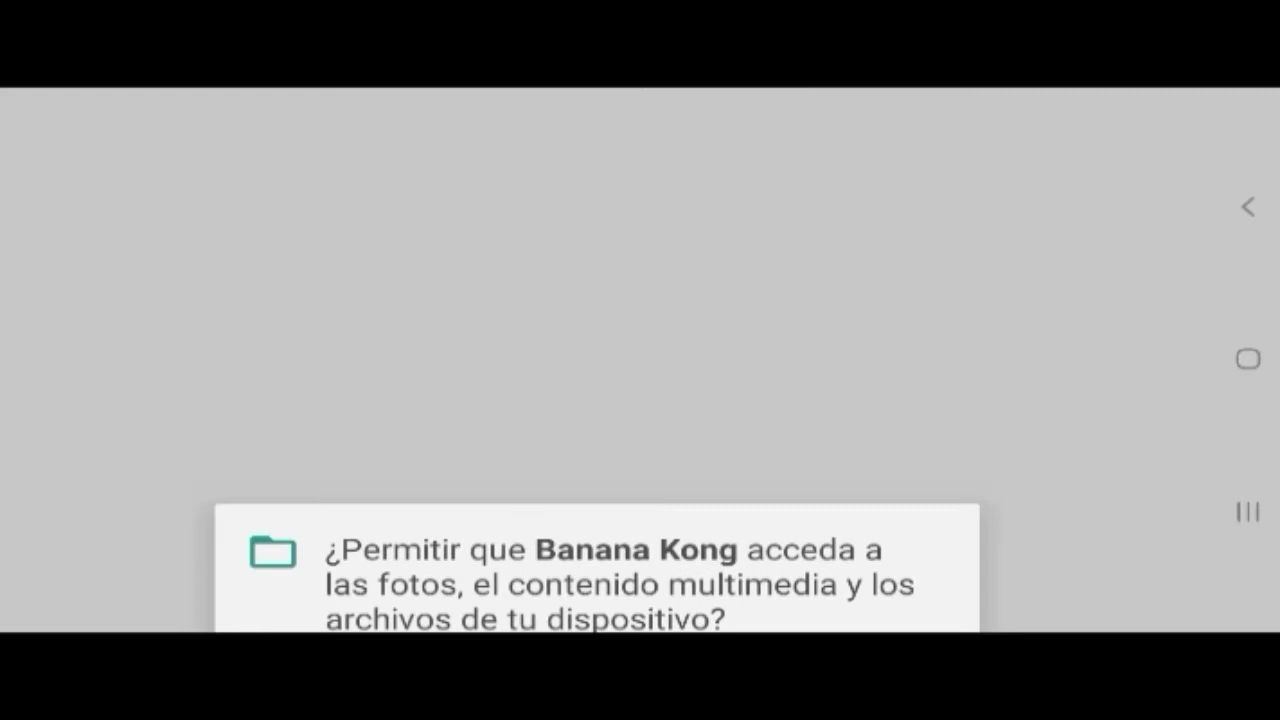 ¿Permitir que Banana Kong acceda a
las fotos, el contenido multimedia y los
archivos de tu dispositivo?